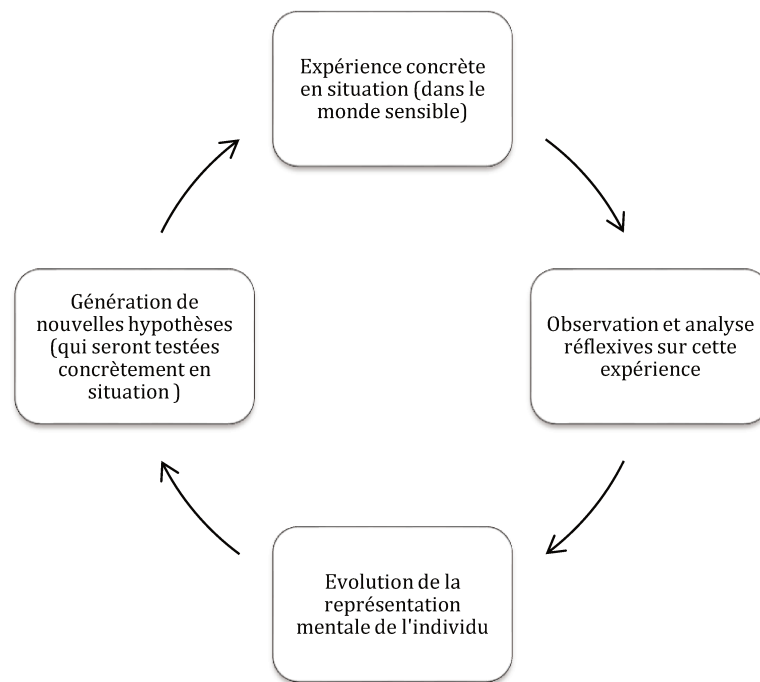 Expérience concrète
en situation (dans le
monde sensible)
Observation et analyse
réflexives sur cette
expérience
Evolution de la
représentation
mentale de l'individu
Génération de
nouvelles hypothèses
(qui seront testées
concrètement en
situation )